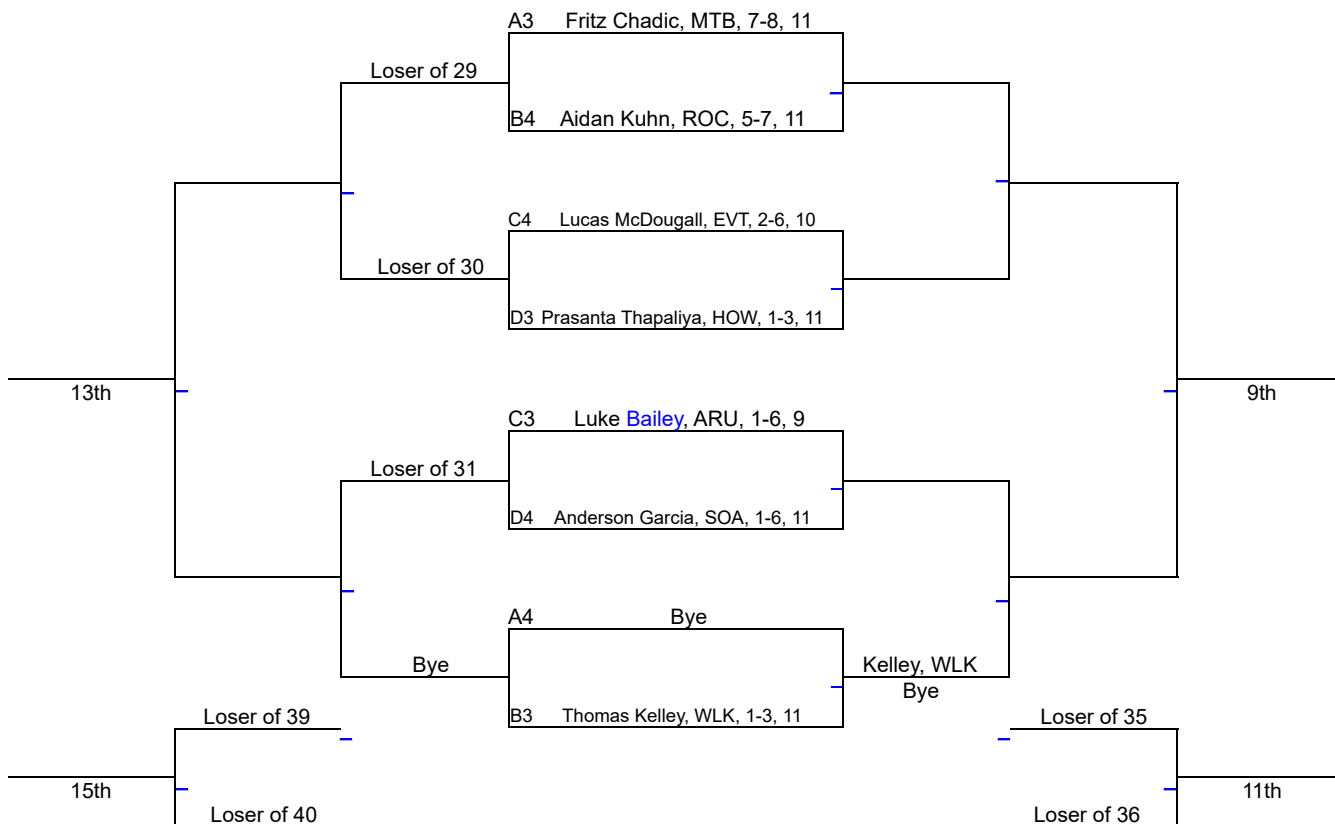 A3 Fritz Chadic, MTB, 7-8, 11
Loser of 29
B4 Aidan Kuhn, ROC, 5-7, 11
C4 Lucas McDougall, EVT, 2-6, 10
Loser of 30
D3 Prasanta Thapaliya, HOW, 1-3, 11
13th
9th
C3 Luke Bailey, ARU, 1-6, 9
Loser of 31
D4 Anderson Garcia, SOA, 1-6, 11
A4 Bye
Bye
Kelley, WLK
Bye
B3 Thomas Kelley, WLK, 1-3, 11
Loser of 39
Loser of 35
15th
11th
Loser of 40
Loser of 36